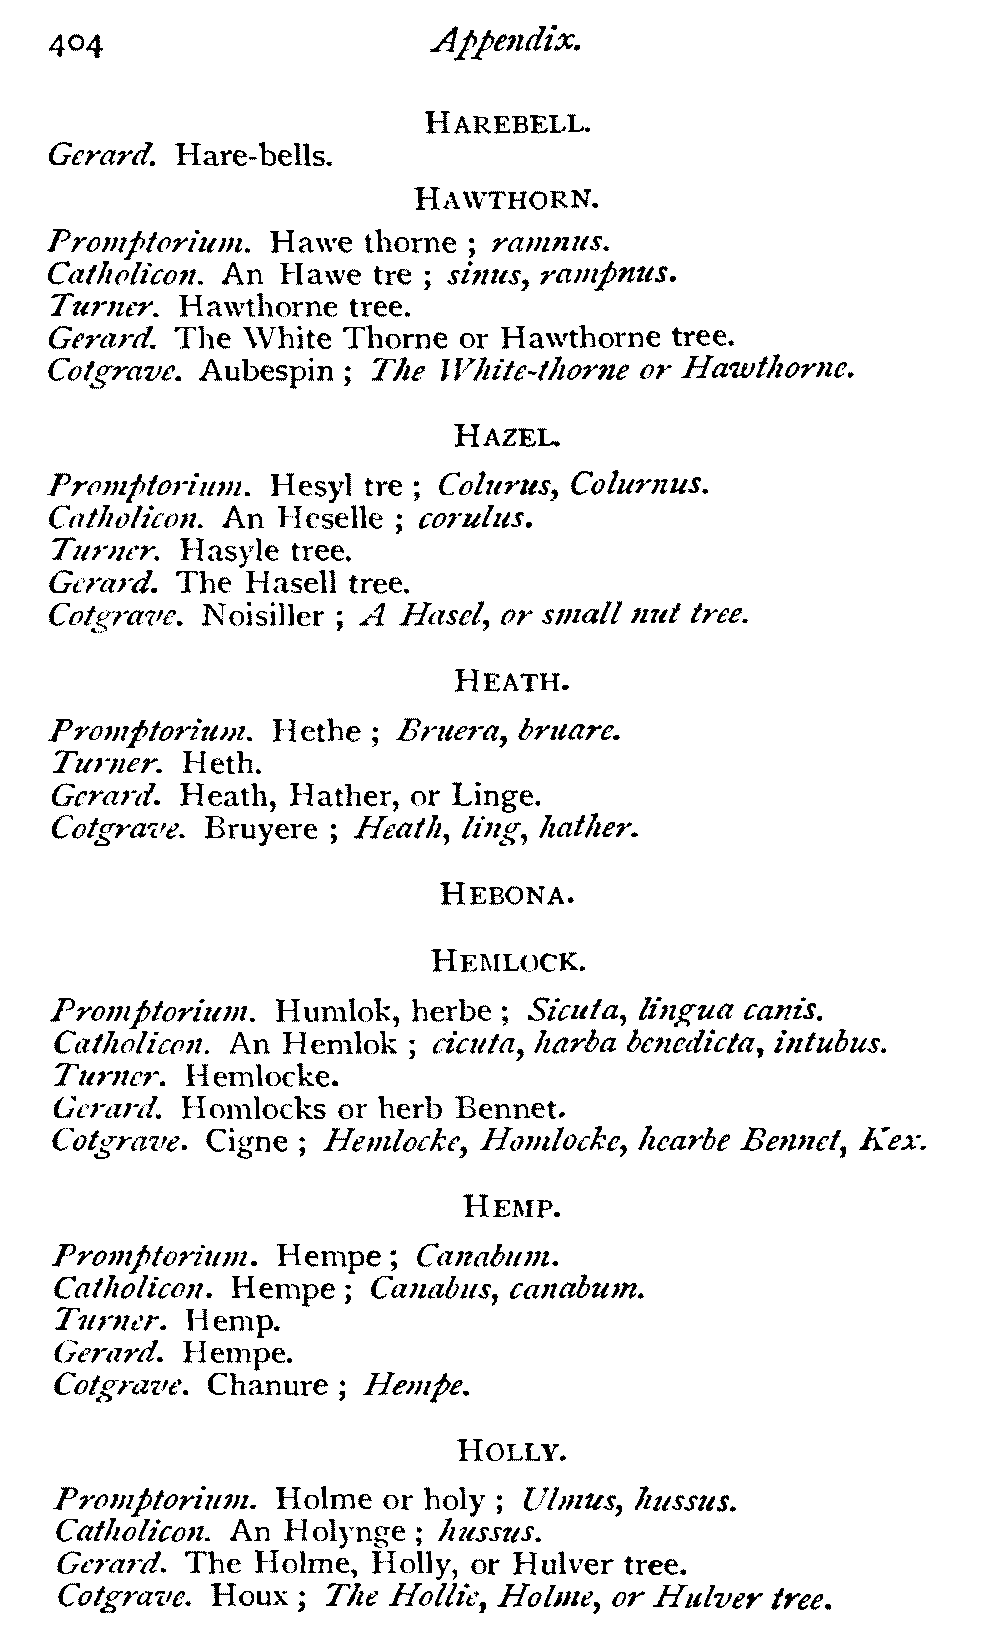 404 Appendix.
HAREBELL.
Gerard. Hare-bells.
HAWTHORN.
Promptorium. Hawe thorne ; ramnus.
Catholicon. An Hawe tre ; sinus, rampnus.
Turner. Hawthorne tree.
Gerard. The White Thorne or Hawthorne tree.
Cotgrave. Aubespin ; The White-thorne or Hawthorne.
HAZEL.
Promptorium. Hesyl tre ; Colurus, Colurnus.
Catholicon. An Heselle ; corulus.
Turner. Hasyle tree.
Gerard. The Hasell tree.
Cotgrave. Noisiller ; A Hasel, or small nut tree.
HEATH.
Promptorium. Hethe ; Bruera, bruare.
Turner. Heth.
Gerard. Heath, Hather, or Linge.
Cotgrave. Bruyere ; Heath, ling, hather.
HEBONA.
HEMLOCK.
Promptorium. Humlok, herbe ; Sicuta, lingua canis.
Catholicon. An Hemlok ; cicuta, harba benedicta, intubus.
Turner. Hemlocke.
Gerard. Homlocks or herb Bennet.
Cotgrave. Cigne ; Hemlocke, Homlocke, hearbe Bennet, Kex.
HEMP.
Promptorium. Hempe ; Canabum.
Catholicon. Hempe ; Canabus, canabum.
Turner. Hemp.
Gerard. Hempe.
Cotgrave. Chanure ; Hempe.
HOLLY.
Promptorium. Holme or holy ; Ulmus, hussus.
Catholicon. An Holynge ; hussus.
Gerard. The Holme, Holly, or Hulver tree.
Cotgrave. Houx ; The Hollie, Holme, or Hulver tree.